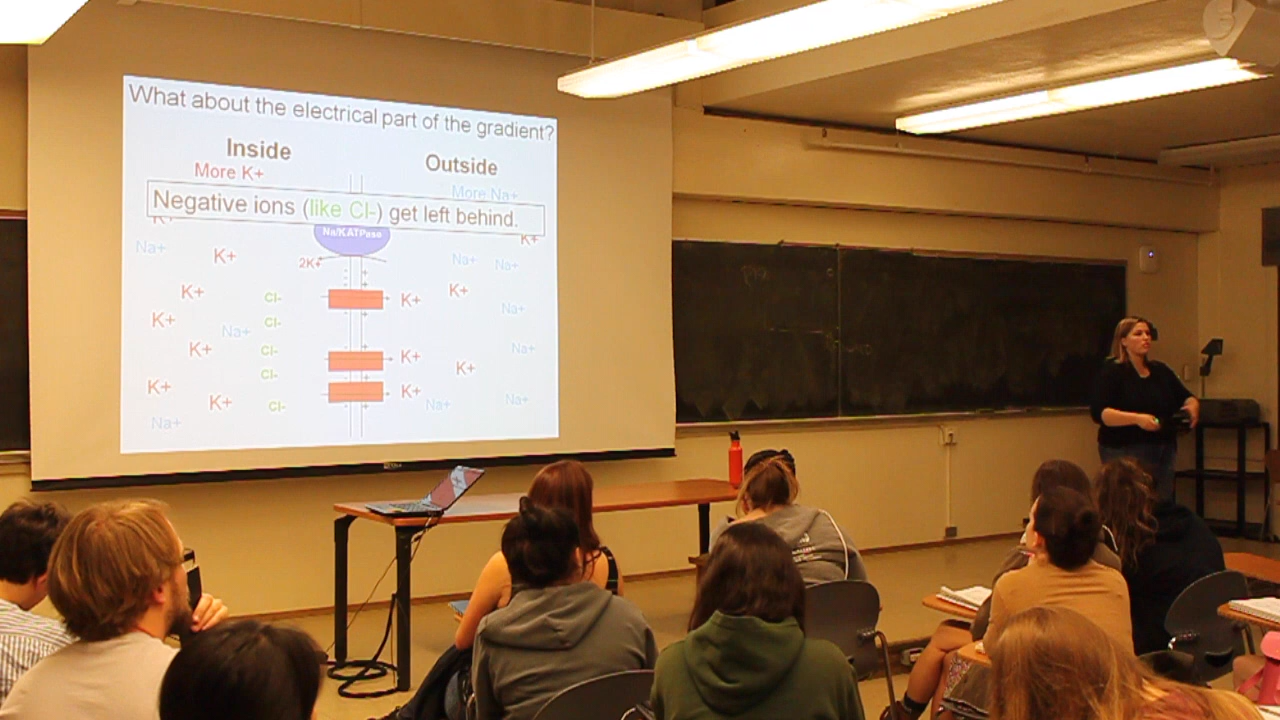 What about the electrical part of the gradient?
Inside
Outside
More K+
More Na+
Negative ions (like Cl-) get left behind.
K+
K+
Na/KATPase
Na+
K+
2K+
Na+
Na+
K+
Cl-
K+
K+
Na+
K+
Na+
Cl-
K+
Cl-
K+
Na+
Cl-
K+
K+
K+
Cl-
K+
Na+
Na+
Na+